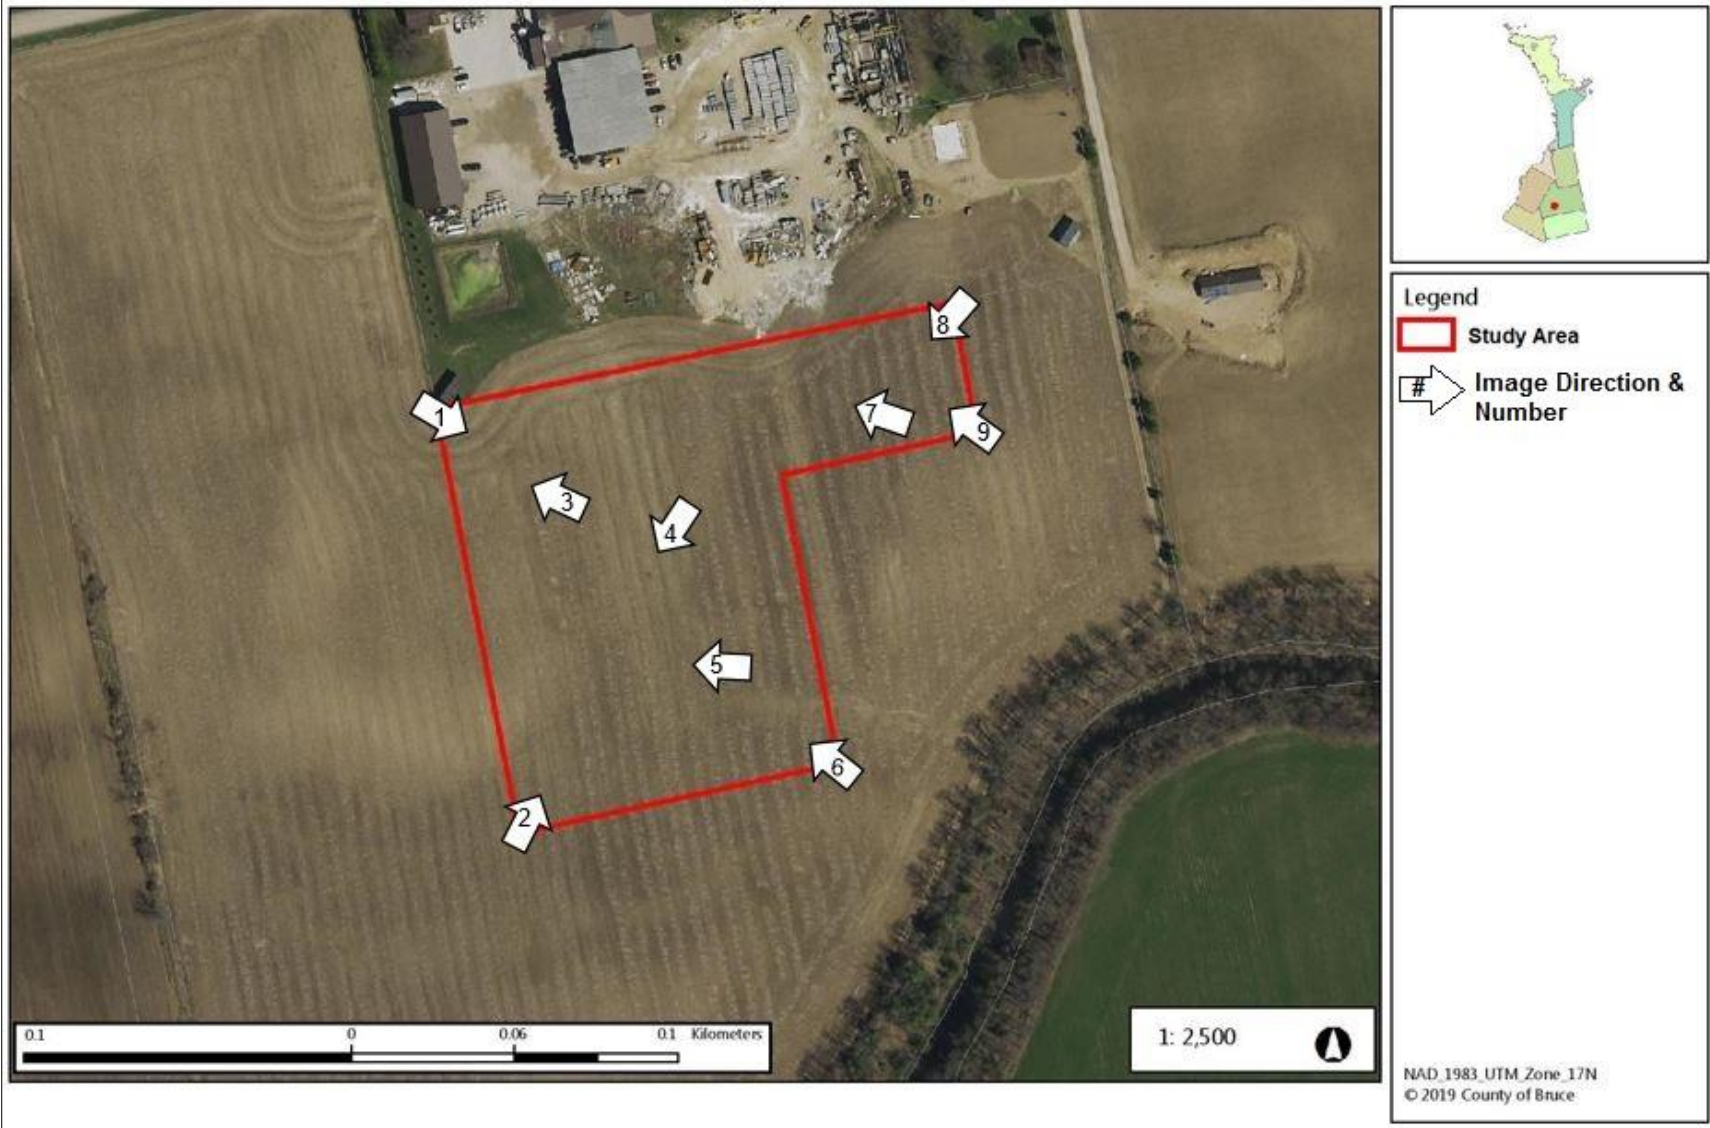 8
1
7
9
3
4
5
6
2
0.1 0 0.06 0.1 Kilometers
1: 2,500
Legend
Study Area
# Image Direction &
Number
NAD_1983_UTM_Zone_17N
© 2019 County of Bruce